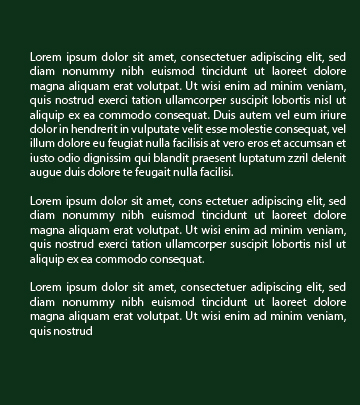 Lorem ipsum dolor sit amet, consectetuer adipiscing elit, sed
diam nonummy nibh euismod tincidunt ut laoreet dolore
magna aliquam erat volutpat. Ut wisi enim ad minim veniam,
quis nostrud exerci tation ullamcorper suscipit lobortis nisl ut
aliquip ex ea commodo consequat. Duis autem vel eum iriure
dolor in hendrerit in vulputate velit esse molestie consequat, vel
illum dolore eu feugiat nulla facilisis at vero eros et accumsan et
iusto odio dignissim qui blandit praesent luptatum zzril delenit
augue duis dolore te feugait nulla facilisi.

Lorem ipsum dolor sit amet, cons ectetuer adipiscing elit, sed
diam nonummy nibh euismod tincidunt ut laoreet dolore
magna aliquam erat volutpat. Ut wisi enim ad minim veniam,
quis nostrud exerci tation ullamcorper suscipit lobortis nisl ut
aliquip ex ea commodo consequat.

Lorem ipsum dolor sit amet, consectetuer adipiscing elit, sed
diam nonummy nibh euismod tincidunt ut laoreet dolore
magna aliquam erat volutpat. Ut wisi enim ad minim veniam,
quis nostrud